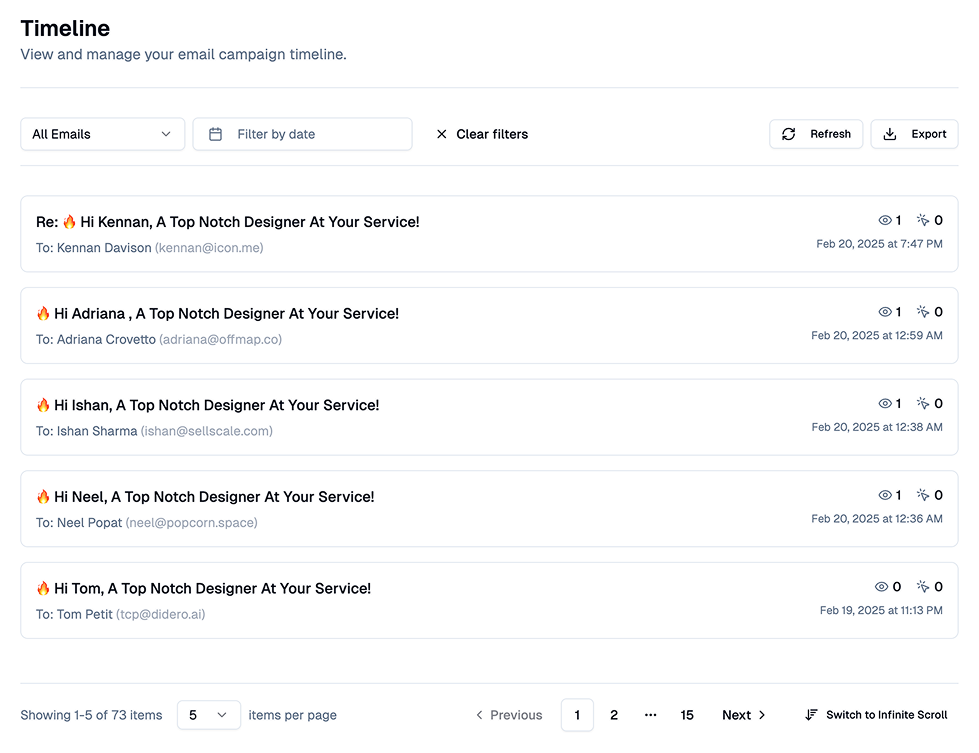 Timeline
View and manage your email campaign timeline.
All Emails Filter by date Clear filters Refresh Export
Re: 🔥 Hi Kennan, A Top Notch Designer At Your Service! 1 0
To: Kennan Davison (kennan@icon.me) Feb 20, 2025 at 7:47 PM
🔥 Hi Adriana , A Top Notch Designer At Your Service! 1 0
To: Adriana Crovetto (adriana@offmap.co) Feb 20, 2025 at 12:59 AM
🔥 Hi Ishan, A Top Notch Designer At Your Service! 1 0
To: Ishan Sharma (ishan@sellscale.com) Feb 20, 2025 at 12:38 AM
🔥 Hi Neel, A Top Notch Designer At Your Service! 1 0
To: Neel Popat (neel@popcorn.space) Feb 20, 2025 at 12:36 AM
🔥 Hi Tom, A Top Notch Designer At Your Service! 0 0
To: Tom Petit (tcp@didero.ai) Feb 19, 2025 at 11:13 PM
Showing 1-5 of 73 items 5 items per page Previous 1 2 ··· 15 Next Switch to Infinite Scroll